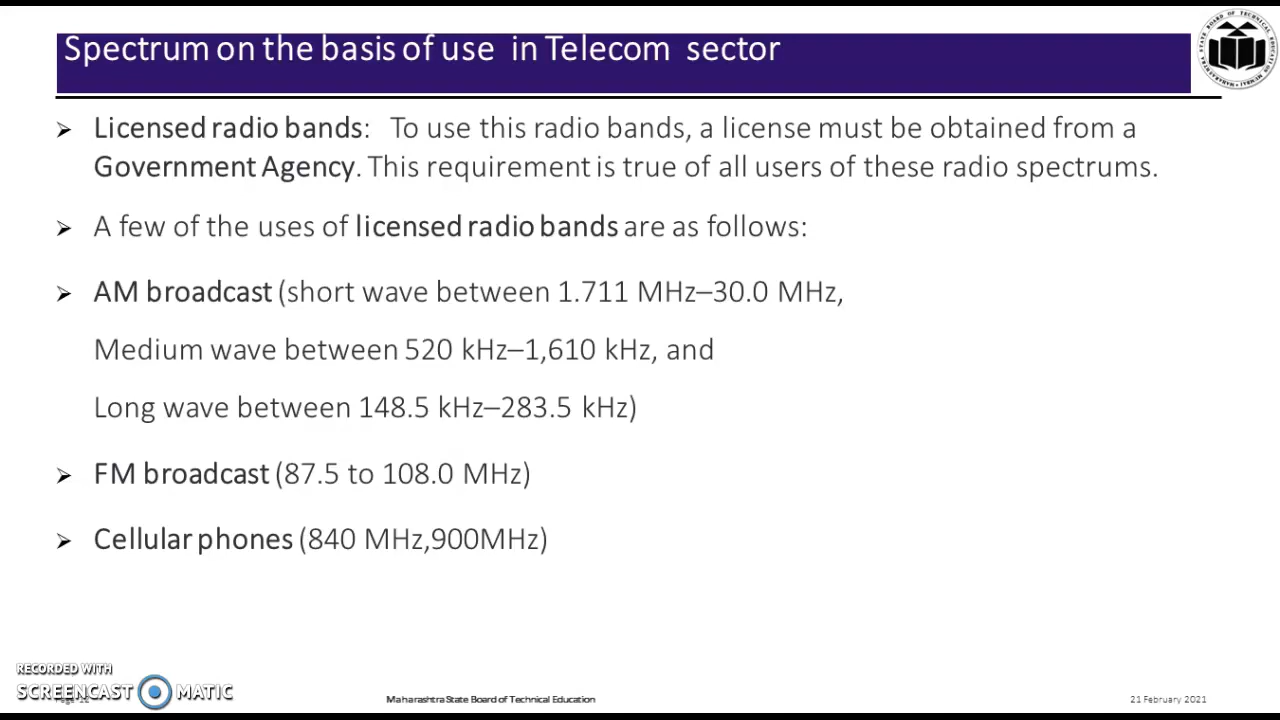 Spectrum on the basis of use in Telecom sector
➢ Licensed radio bands: To use this radio bands, a license must be obtained from a
Government Agency. This requirement is true of all users of these radio spectrums.
➢ A few of the uses of licensed radio bands are as follows:
➢ AM broadcast (short wave between 1.711 MHz–30.0 MHz,
Medium wave between 520 kHz–1,610 kHz, and
Long wave between 148.5 kHz–283.5 kHz)
➢ FM broadcast (87.5 to 108.0 MHz)
➢ Cellular phones (840 MHz,900MHz)
RECORDED WITH
SCREENCAST MATIC
Maharashtra State Board of Technical Education
21 February 2021